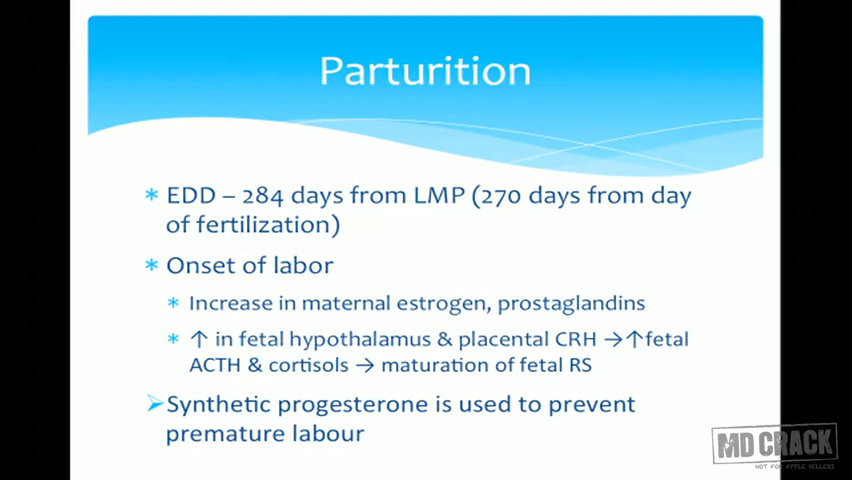 Parturition
* EDD – 284 days from LMP (270 days from day
of fertilization)
* Onset of labor
* Increase in maternal estrogen, prostaglandins
* ↑ in fetal hypothalamus & placental CRH →↑fetal
ACTH & cortisols → maturation of fetal RS
➢Synthetic progesterone is used to prevent
premature labour
MD CRACK
NOT FOR APPLE SELLERS